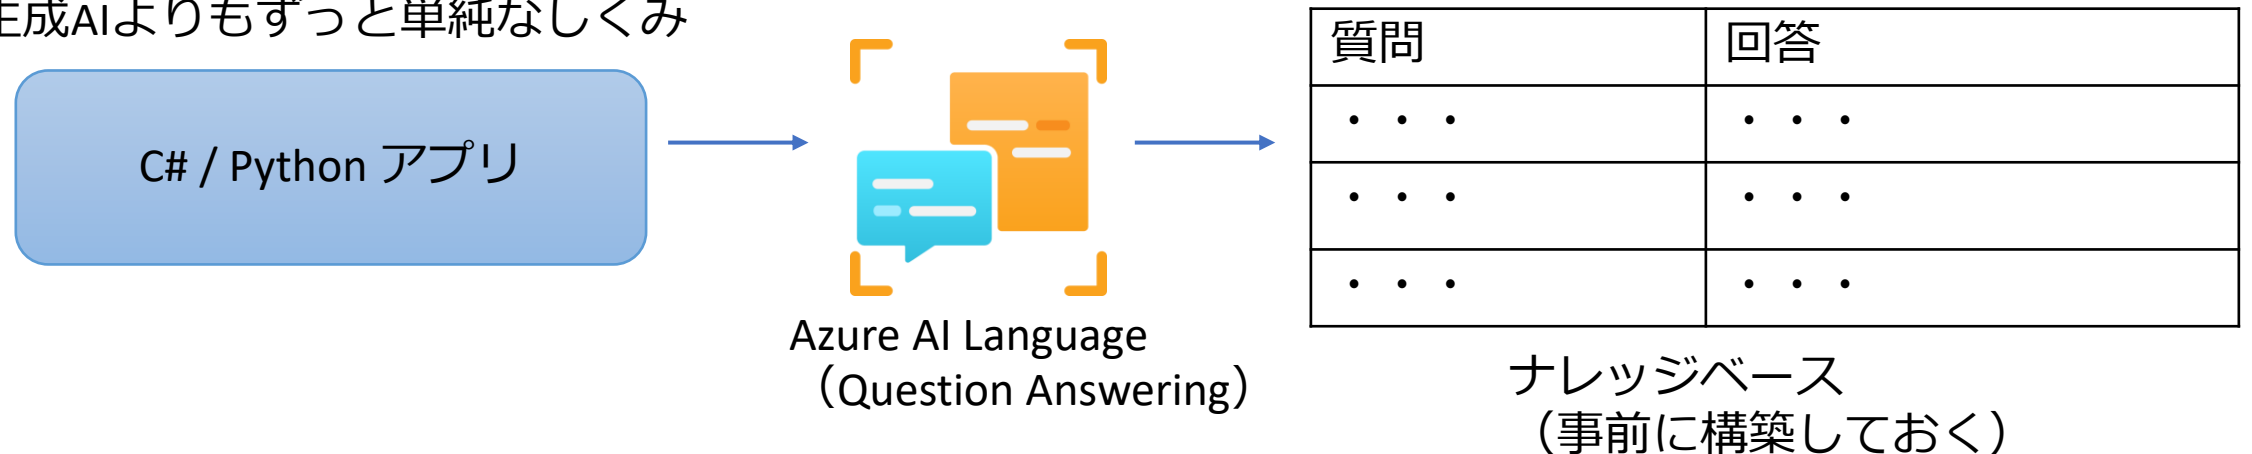 生成AIよりもずっと単純なしくみ
C# / Python アプリ
Azure AI Language
（Question Answering）
質問 回答
・・・ ・・・
・・・ ・・・
・・・ ・・・
ナレッジベース
（事前に構築しておく）